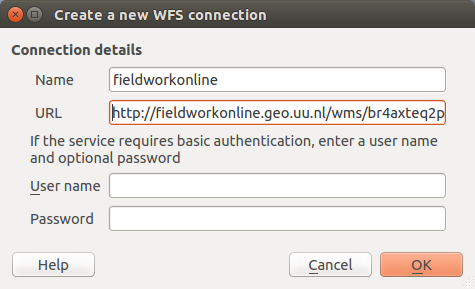 Create a new WFS connection
Connection details
Name fieldworkonline
URL http://fieldworkonline.geo.uu.nl/wms/br4axteq2p
If the service requires basic authentication, enter a user name
and optional password
User name
Password
Help Cancel OK